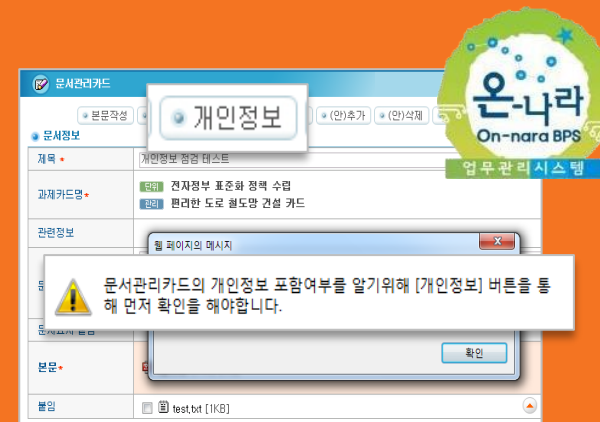 온-나라
On-nara BPS
업무관리시스템
문서관리카드
본문작성
개인정보
(안)추가
(안)삭제
문서정보
제목 *
개인정보 점검 테스트
과제카드명*
단위 전자정부 표준화 정책 수립
관리 편리한 도로 철도망 건설 카드
관련정보
웹 페이지의 메시지
문서관리카드의 개인정보 포함여부를 알기위해 [개인정보] 버튼을 통
해 먼저 확인을 해야합니다.
확인
본문*
붙임
test.txt [1KB]